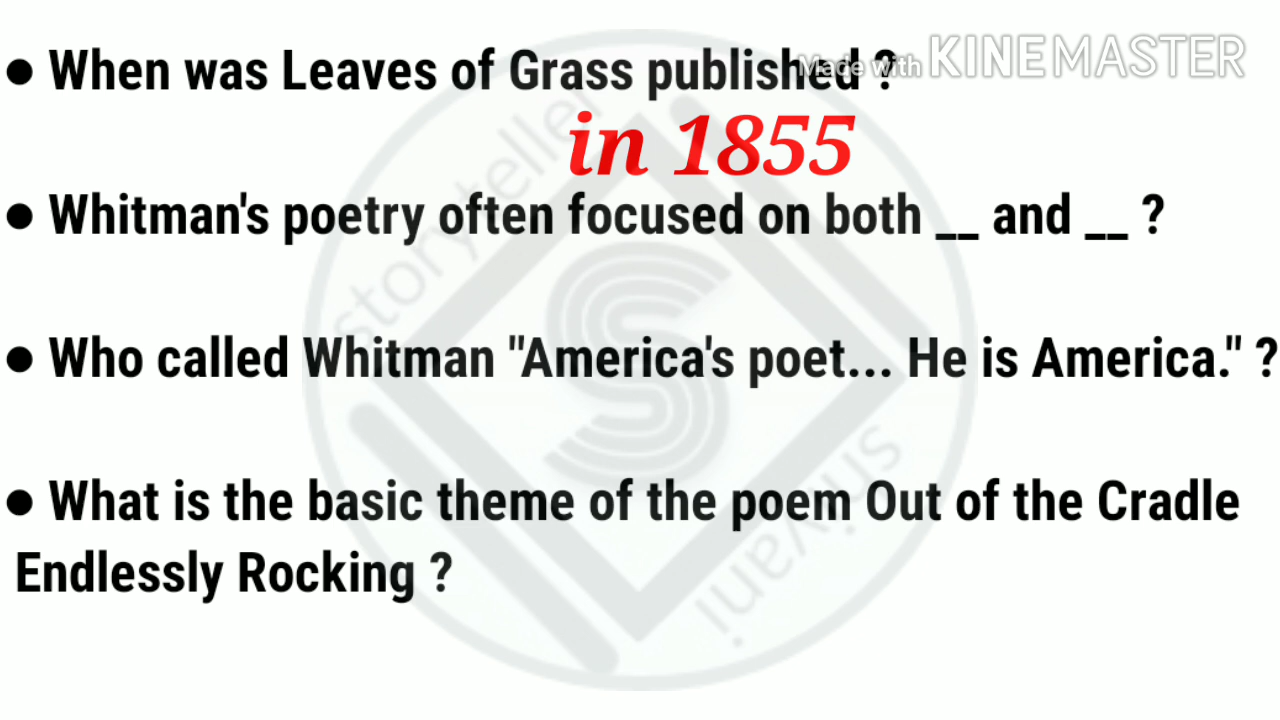 ● When was Leaves of Grass published ?
Made with KINEMASTER
in 1855
● Whitman's poetry often focused on both __ and __ ?
● Who called Whitman "America's poet... He is America." ?
● What is the basic theme of the poem Out of the Cradle
Endlessly Rocking ?
storyteller
shivani